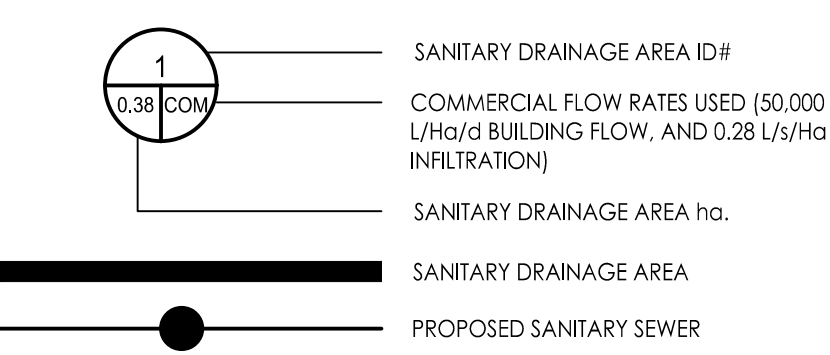 1
0.38 COM
SANITARY DRAINAGE AREA ID#
COMMERCIAL FLOW RATES USED (50,000
L/Ha/d BUILDING FLOW, AND 0.28 L/s/Ha
INFILTRATION)
SANITARY DRAINAGE AREA ha.
SANITARY DRAINAGE AREA
PROPOSED SANITARY SEWER